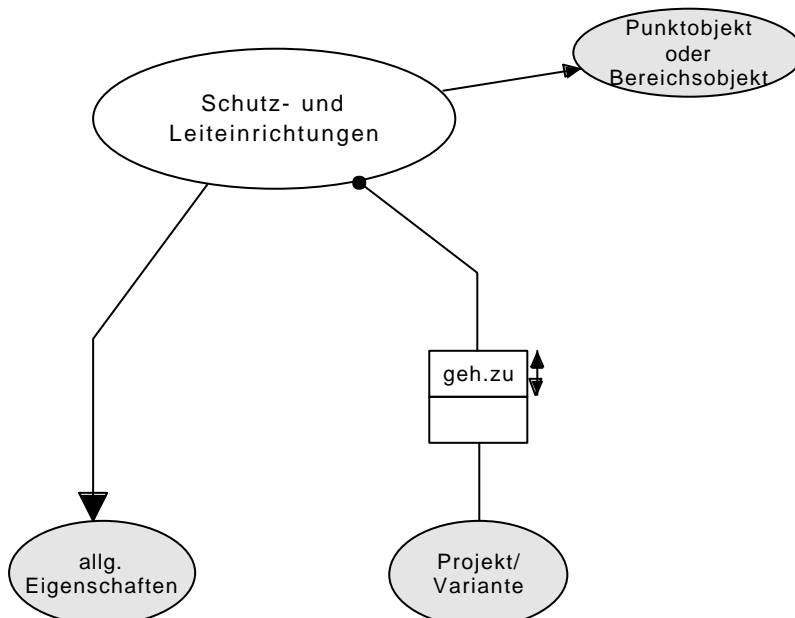 Punktobjekt
oder
Bereichsobjekt
Schutz- und
Leiteinrichtungen
geh.zu
allg.
Eigenschaften
Projekt/
Variante